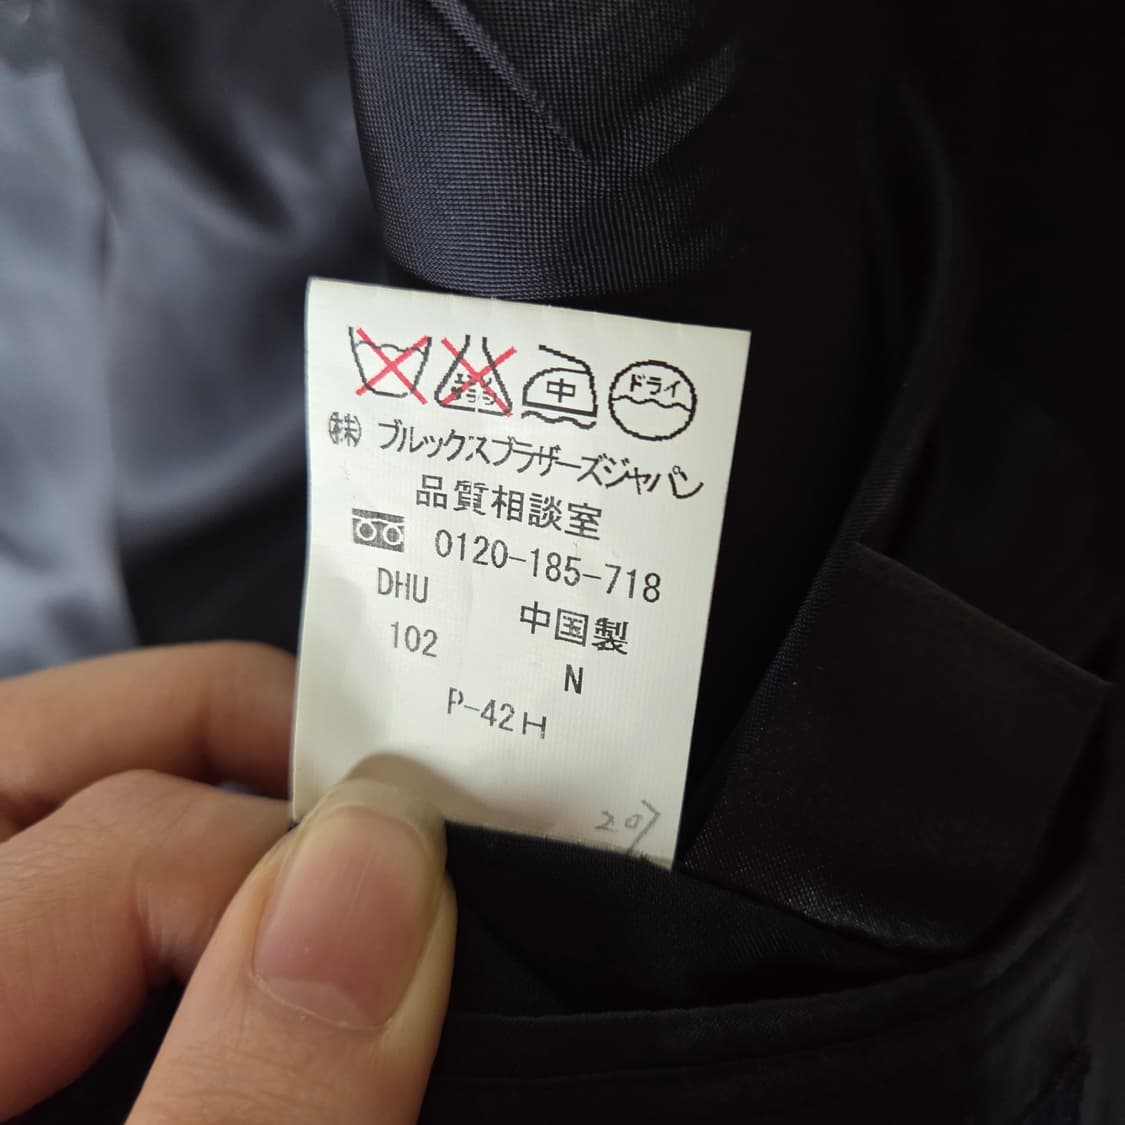 中 ドライ
㈱ ブルックスブラザーズジャパン
品質相談室
0120-185-718
DHU 中国製
102 N
P-42H
207